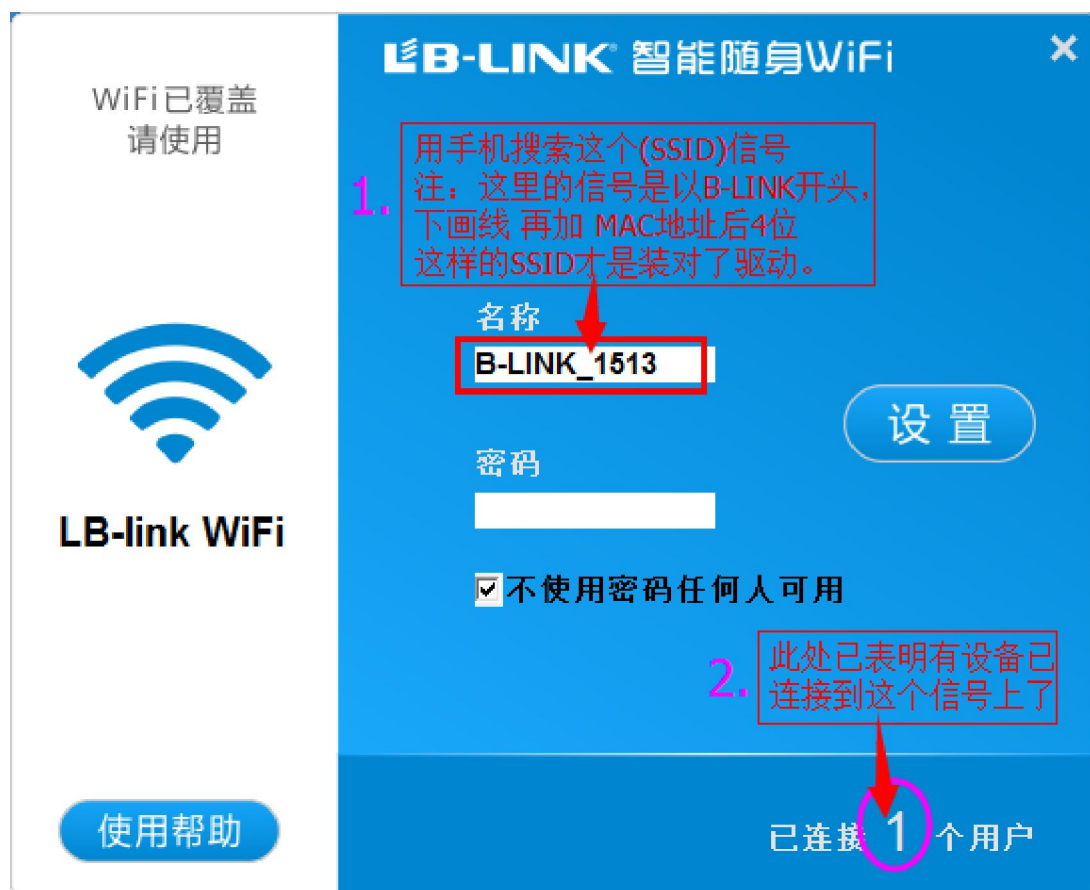 LB-LINK® 智能随身WiFi
WiFi已覆盖
请使用
1.
用手机搜索这个(SSID)信号
注：这里的信号是以B-LINK开头，
下画线 再加 MAC地址后4位
这样的SSID才是装对了驱动。
名称
B-LINK_1513
设置
密码
LB-link WiFi
不使用密码任何人可用
2.
此处已表明有设备已
连接到这个信号上了
使用帮助
已连接 1 个用户